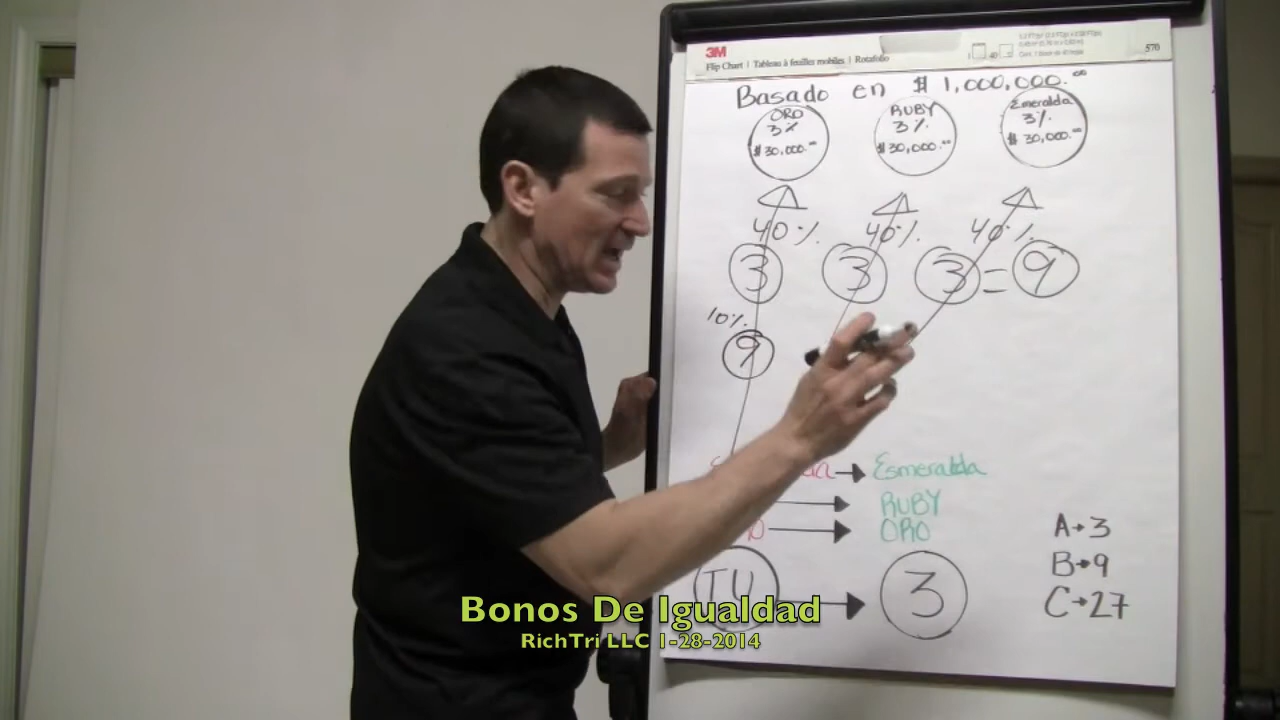 3M
Flip Chart | Tableau à feuilles mobiles | Rotafolio
570
Basado en $ 1,000,000.00
ORO
3%
$30,000.00
RUBY
3%
$30,000.00
Emeralda
3%
$30,000.00
40% 40% 40%
3 3 3 = 9
10%
9
Esmeralda
RUBY
ORO
TU 3
A→3
B→9
C→27
Bonos De Igualdad
RichTri LLC 1-28-2014